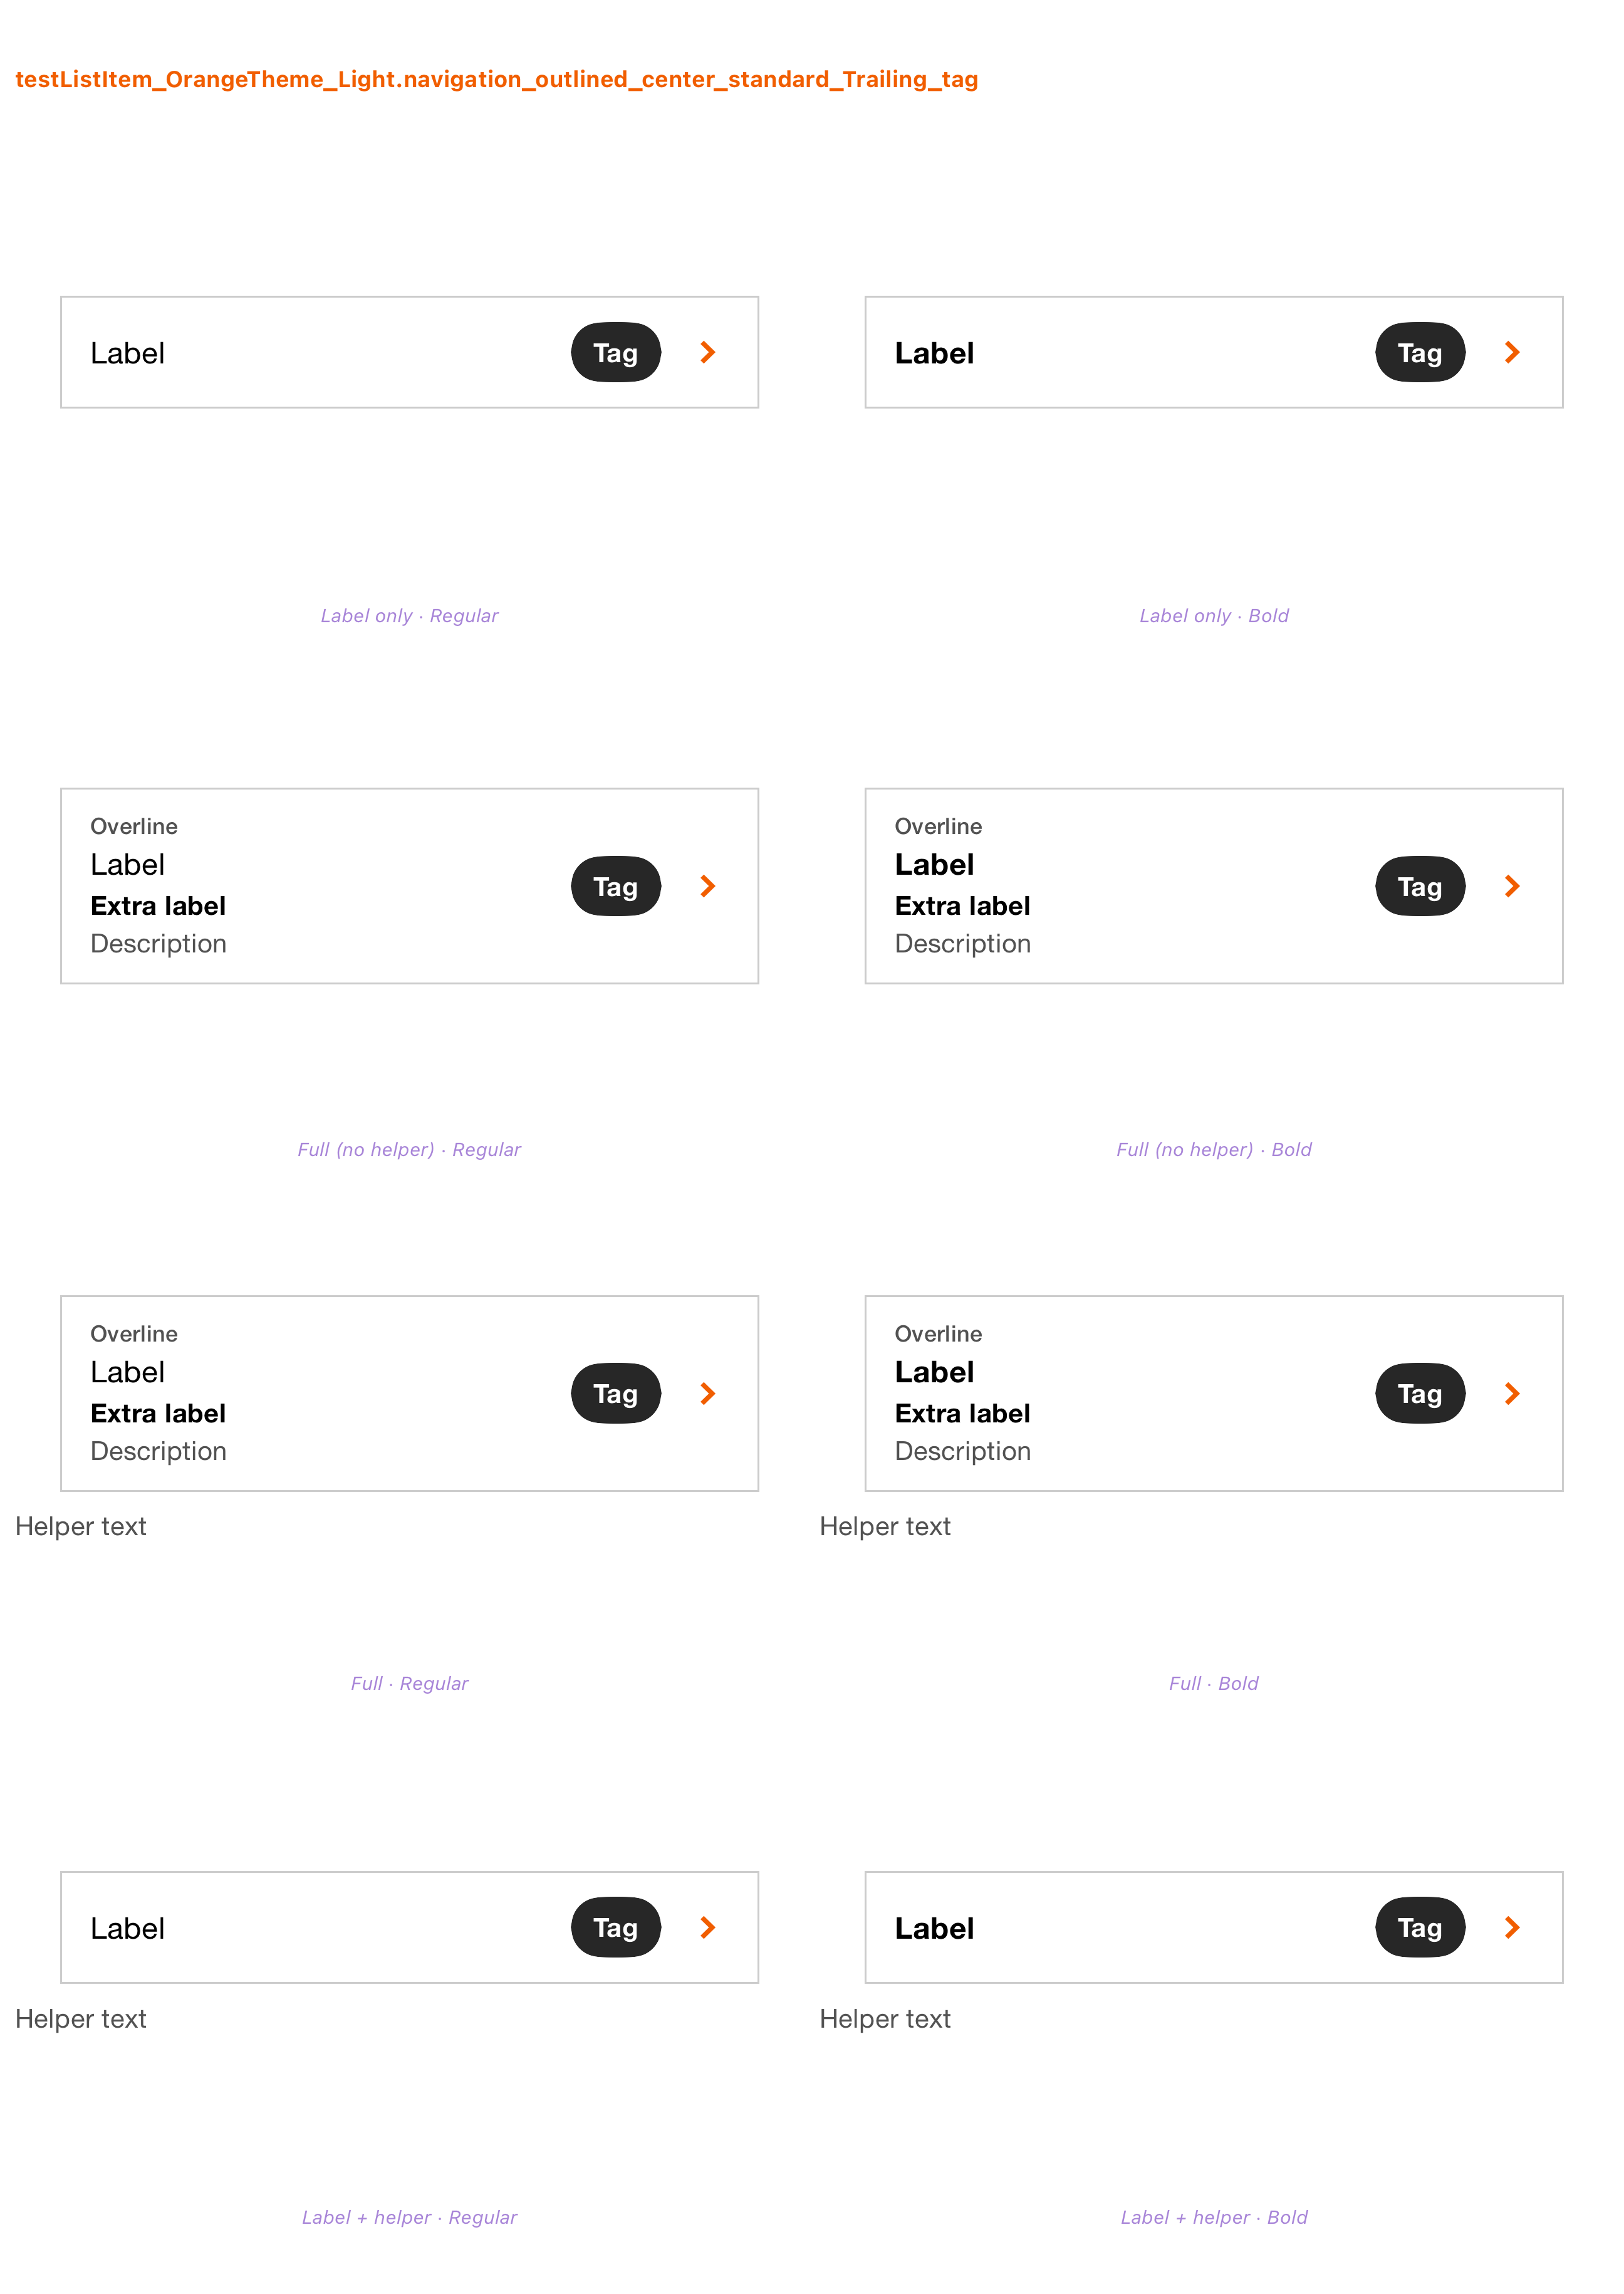 testListItem_OrangeTheme_Light.navigation_outlined_center_standard_Trailing_tag
Label Tag
Label Tag
Label only · Regular
Label only · Bold
Overline
Label
Extra label
Description
Tag
Overline
Label
Extra label
Description
Tag
Full (no helper) · Regular
Full (no helper) · Bold
Overline
Label
Extra label
Description
Tag
Helper text
Overline
Label
Extra label
Description
Tag
Helper text
Full · Regular
Full · Bold
Label Tag
Helper text
Label Tag
Helper text
Label + helper · Regular
Label + helper · Bold